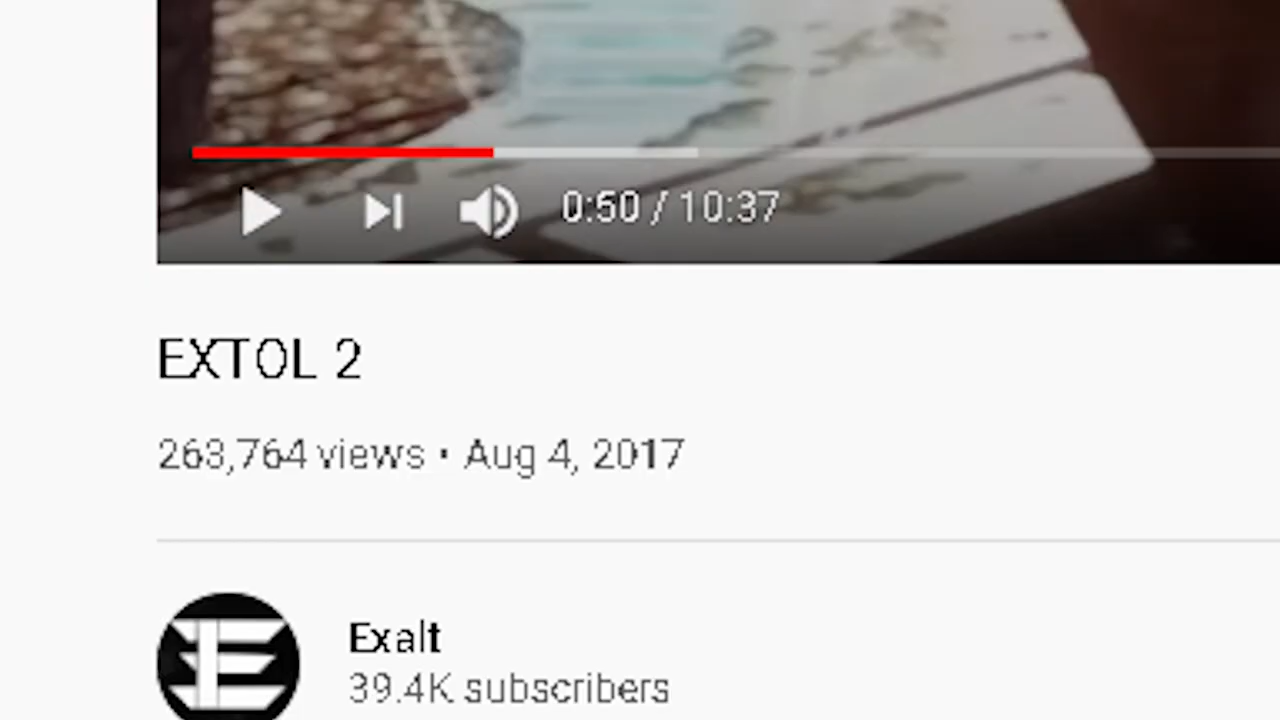 0:50 / 10:37
EXTOL 2
263,764 views • Aug 4, 2017
Exalt
39.4K subscribers